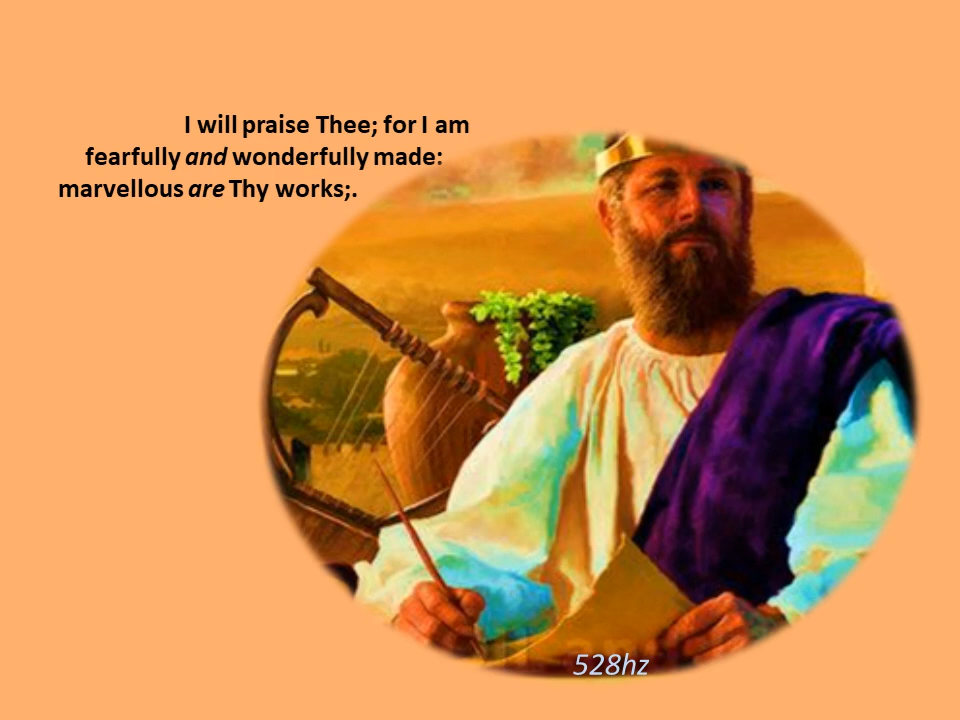 I will praise Thee; for I am
fearfully and wonderfully made:
marvellous are Thy works;.
528hz